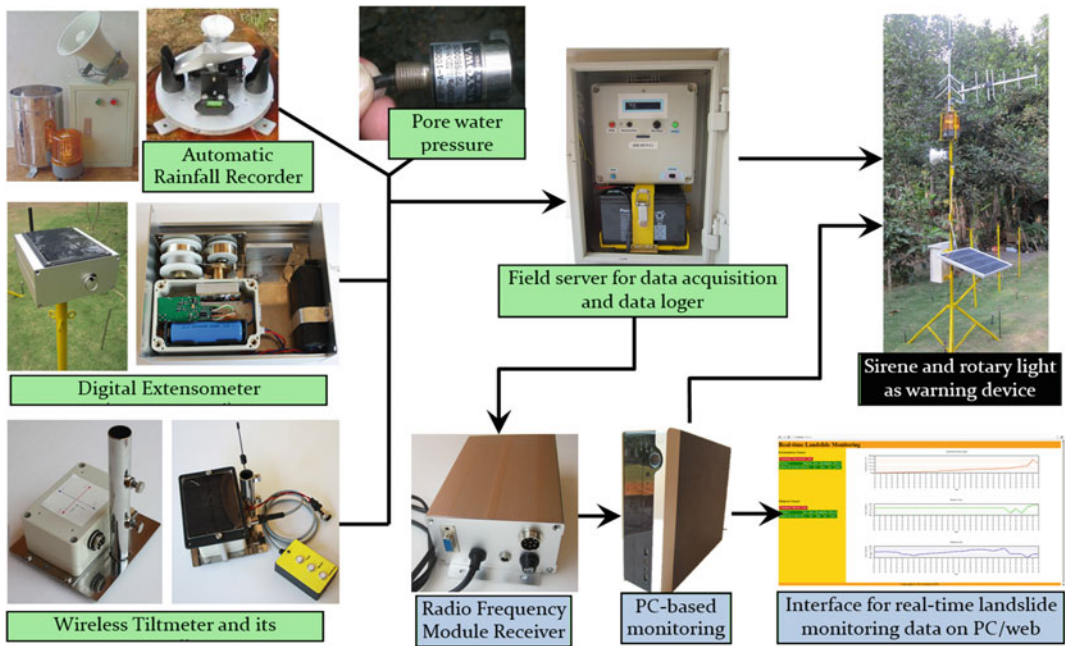 Automatic
Rainfall Recorder
Pore water
pressure
Field server for data acquisition
and data loger
Digital Extensometer
Sirene and rotary light
as warning device
Wireless Tiltmeter and its
Radio Frequency
Module Receiver
PC-based
monitoring
Real-time Landslide Monitoring
Interface for real-time landslide
monitoring data on PC/web